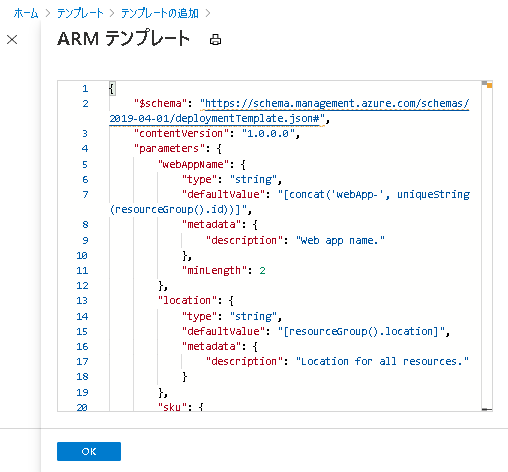 ホーム > テンプレート > テンプレートの追加 >
ARM テンプレート
1 {
2 "$schema": "https://schema.management.azure.com/schemas/
2019-04-01/deploymentTemplate.json#",
3 "contentVersion": "1.0.0.0",
4 "parameters": {
5 "webAppName": {
6 "type": "string",
7 "defaultValue": "[concat('webApp-', uniqueString
(resourceGroup().id))]",
8 "metadata": {
9 "description": "Web app name."
10 },
11 "minLength": 2
12 },
13 "location": {
14 "type": "string",
15 "defaultValue": "[resourceGroup().location]",
16 "metadata": {
17 "description": "Location for all resources."
18 }
19 },
20 "sku": {
OK